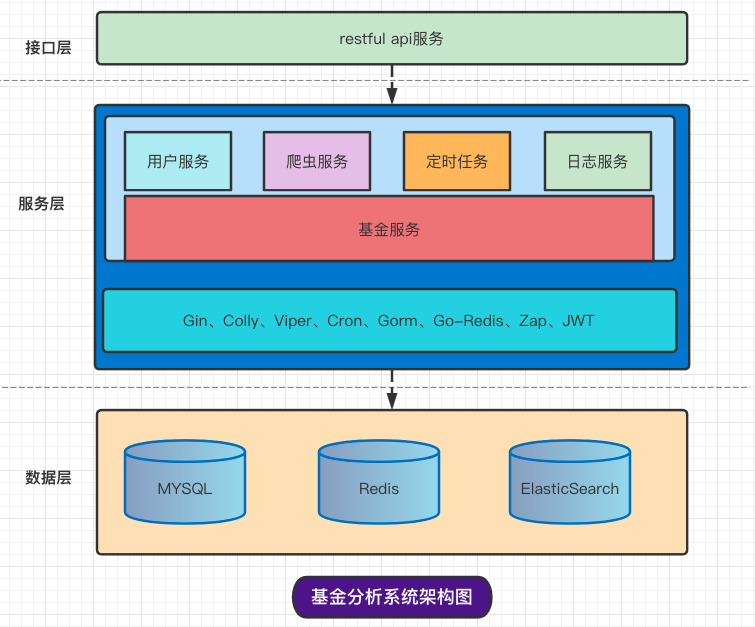 接口层
restful api服务
服务层
用户服务
爬虫服务
定时任务
日志服务
基金服务
Gin、Colly、Viper、Cron、Gorm、Go-Redis、Zap、JWT
数据层
MYSQL
Redis
ElasticSearch
基金分析系统架构图